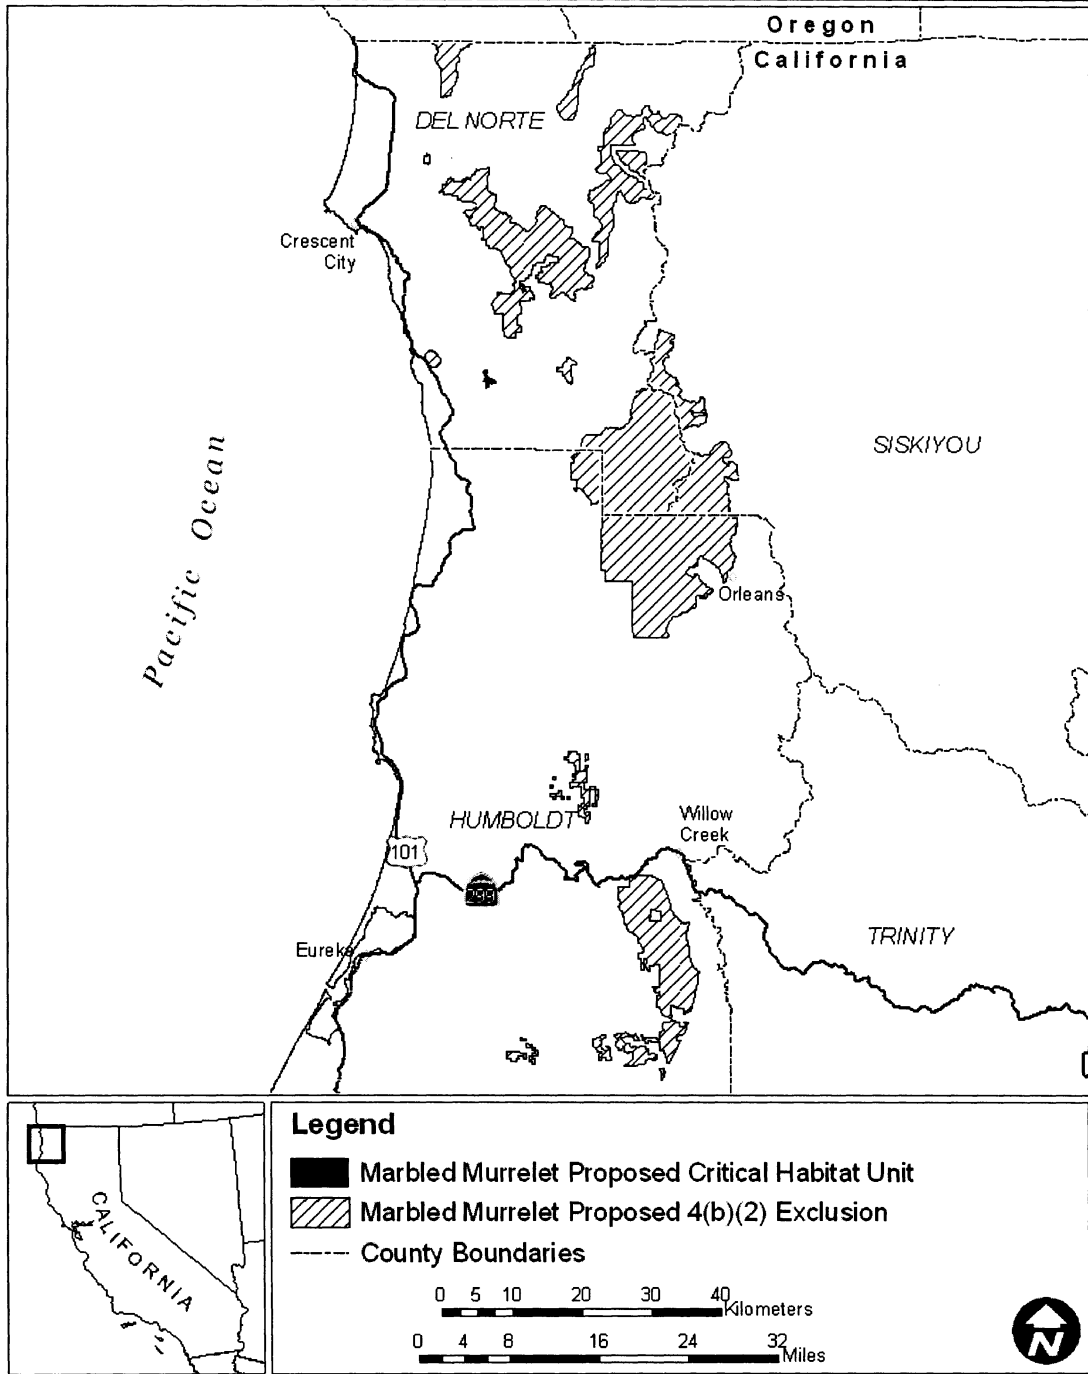 Oregon
California
DEL NORTE
Crescent
City
Pacific Ocean
SISKIYOU
Orleans
HUMBOLDT
Willow
Creek
101
Eureka
TRINITY
CALIFORNIA
Legend
Marbled Murrelet Proposed Critical Habitat Unit
Marbled Murrelet Proposed 4(b)(2) Exclusion
County Boundaries
0 5 10 20 30 40
Kilometers
0 4 8 16 24 32
Miles
N